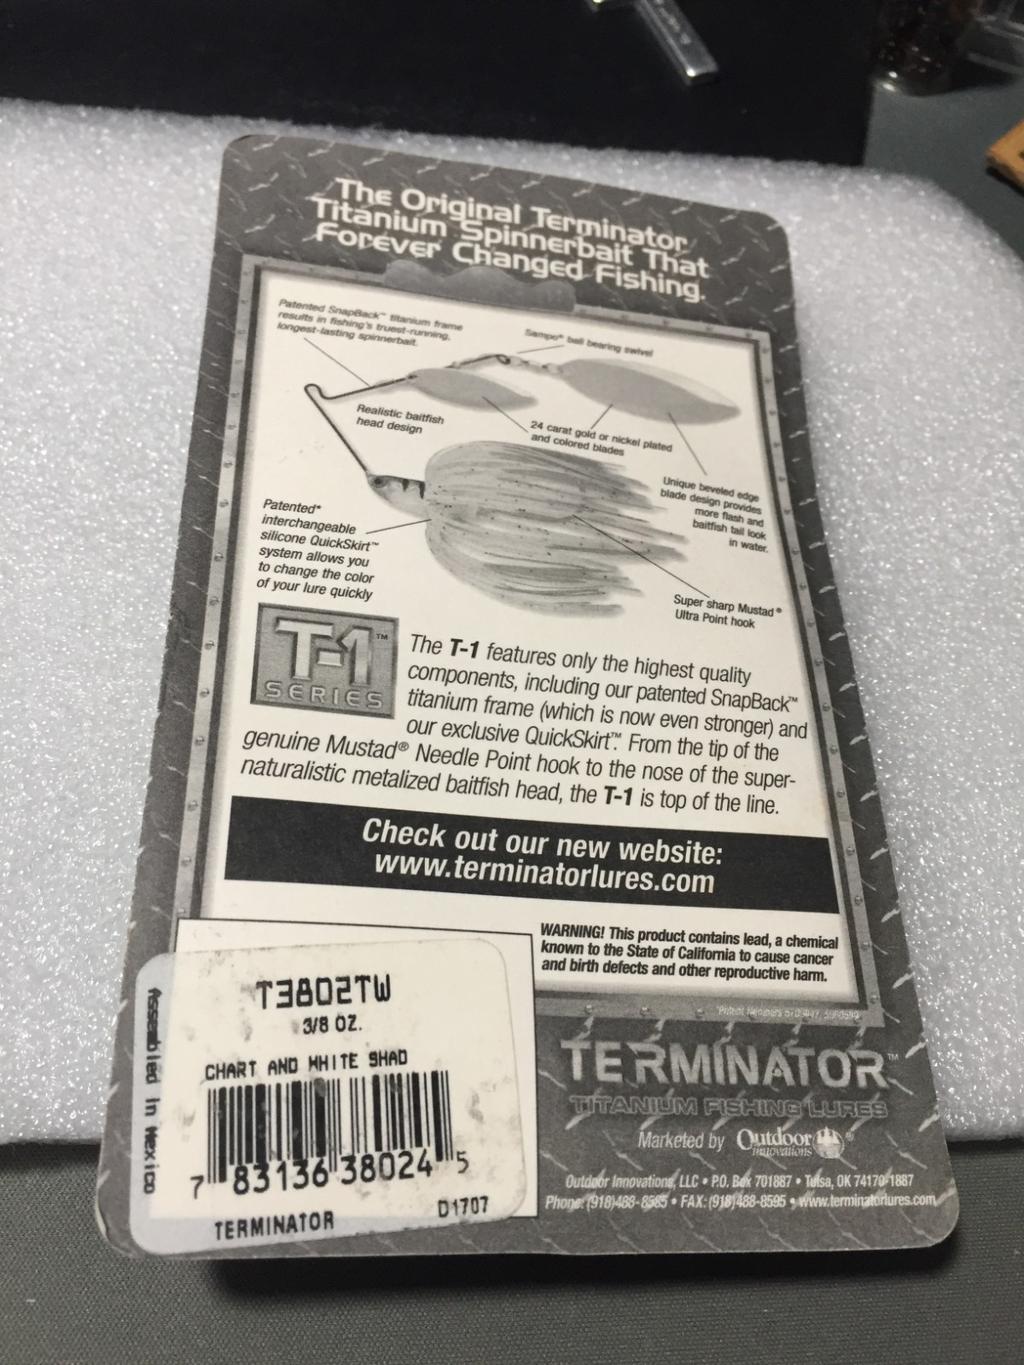 The Original Terminator
Titanium Spinnerbait That
Forever Changed Fishing.
Patented SnapBack™ titanium frame
results in fishing's truest-running,
longest-lasting spinnerbait.
Sampo® ball bearing swivel
Realistic baitfish
head design
24 carat gold or nickel plated
and colored blades
Unique beveled edge
blade design provides
more flash and
baitfish tail look
in water.
Patented*
interchangeable
silicone QuickSkirt™
system allows you
to change the color
of your lure quickly
Super sharp Mustad®
Ultra Point hook
T-1™
SERIES
The T-1 features only the highest quality
components, including our patented SnapBack™
titanium frame (which is now even stronger) and
our exclusive QuickSkirt™. From the tip of the
genuine Mustad® Needle Point hook to the nose of the super-
naturalistic metalized baitfish head, the T-1 is top of the line.
Check out our new website:
www.terminatorlures.com
WARNING! This product contains lead, a chemical
known to the State of California to cause cancer
and birth defects and other reproductive harm.
Assembled In Mexico
T3802TW
3/8 OZ.
CHART AND WHITE SHAD
7 83136 38024 5
TERMINATOR D1707
TERMINATOR™
TITANIUM FISHING LURES
Marketed by Outdoor Innovations®
Outdoor Innovations, LLC • P.O. Box 701887 • Tulsa, OK 74170-1887
Phone: (918)488-8585 • FAX: (918)488-8595 • www.terminatorlures.com